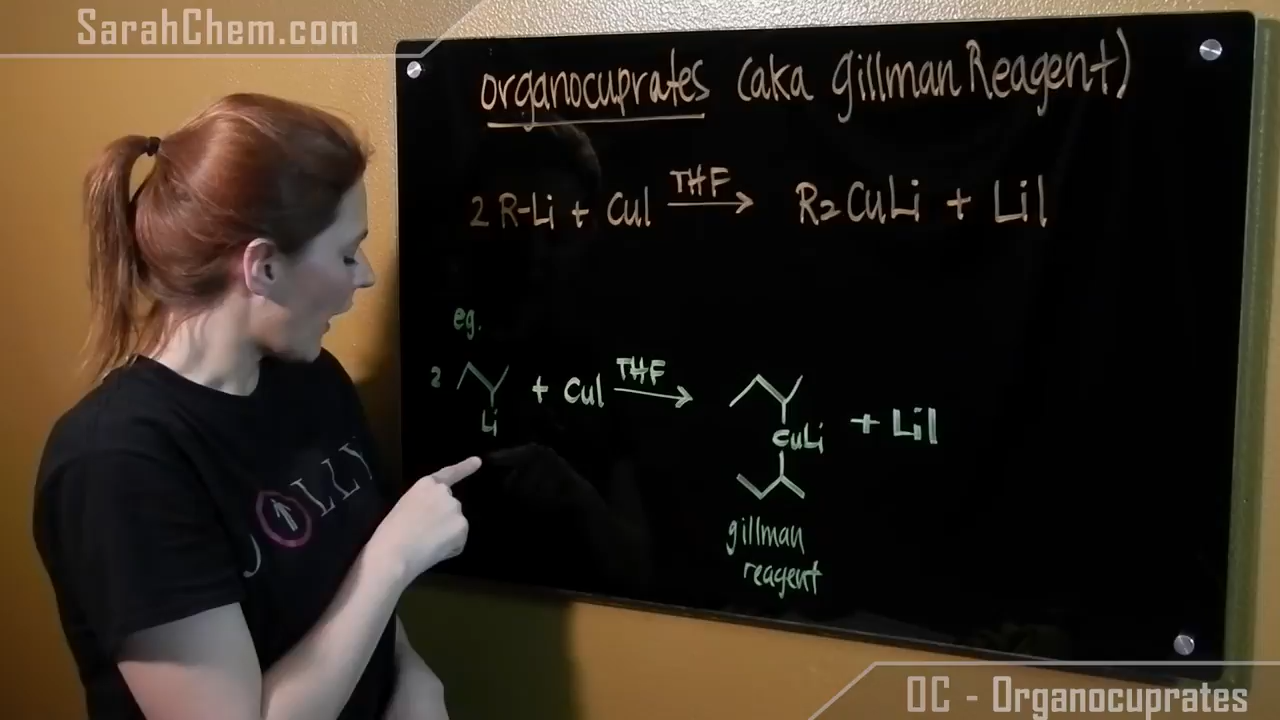 SarahChem.com
organocuprates (aka gillman Reagent)
2 R-Li + CuI THF → R2CuLi + LiI
eg.
2 Li + CuI THF → CuLi + LiI
gillman
reagent
JOLLY
OC - Organocuprates